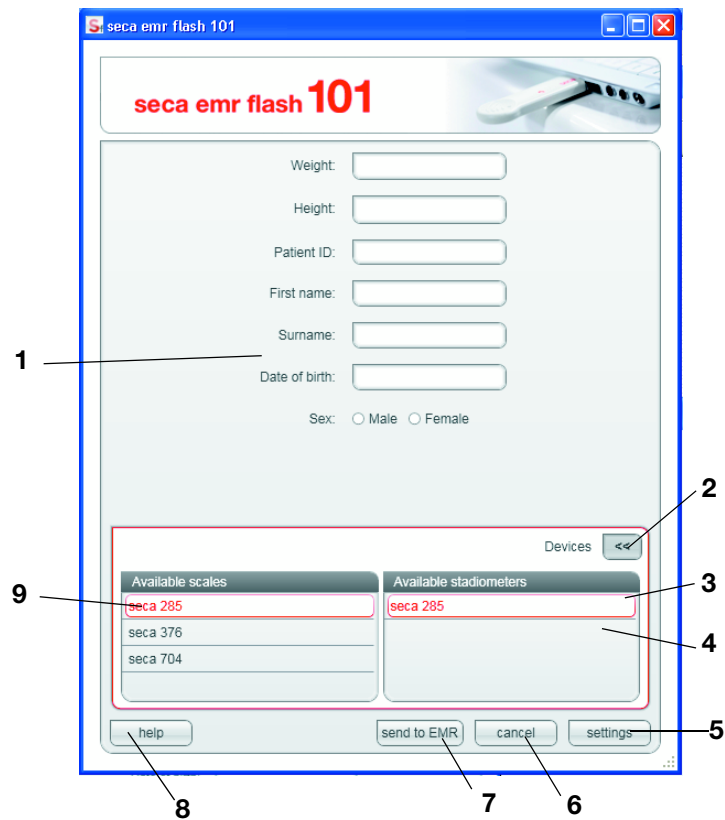 seca emr flash 101
seca emr flash 101
Weight:
Height:
Patient ID:
First name:
Surname:
1
Date of birth:
Sex: Male Female
2
Devices <<
Available scales Available stadiometers
3
9
seca 285 seca 285
seca 376
4
seca 704
help send to EMR cancel settings
5
8
7
6